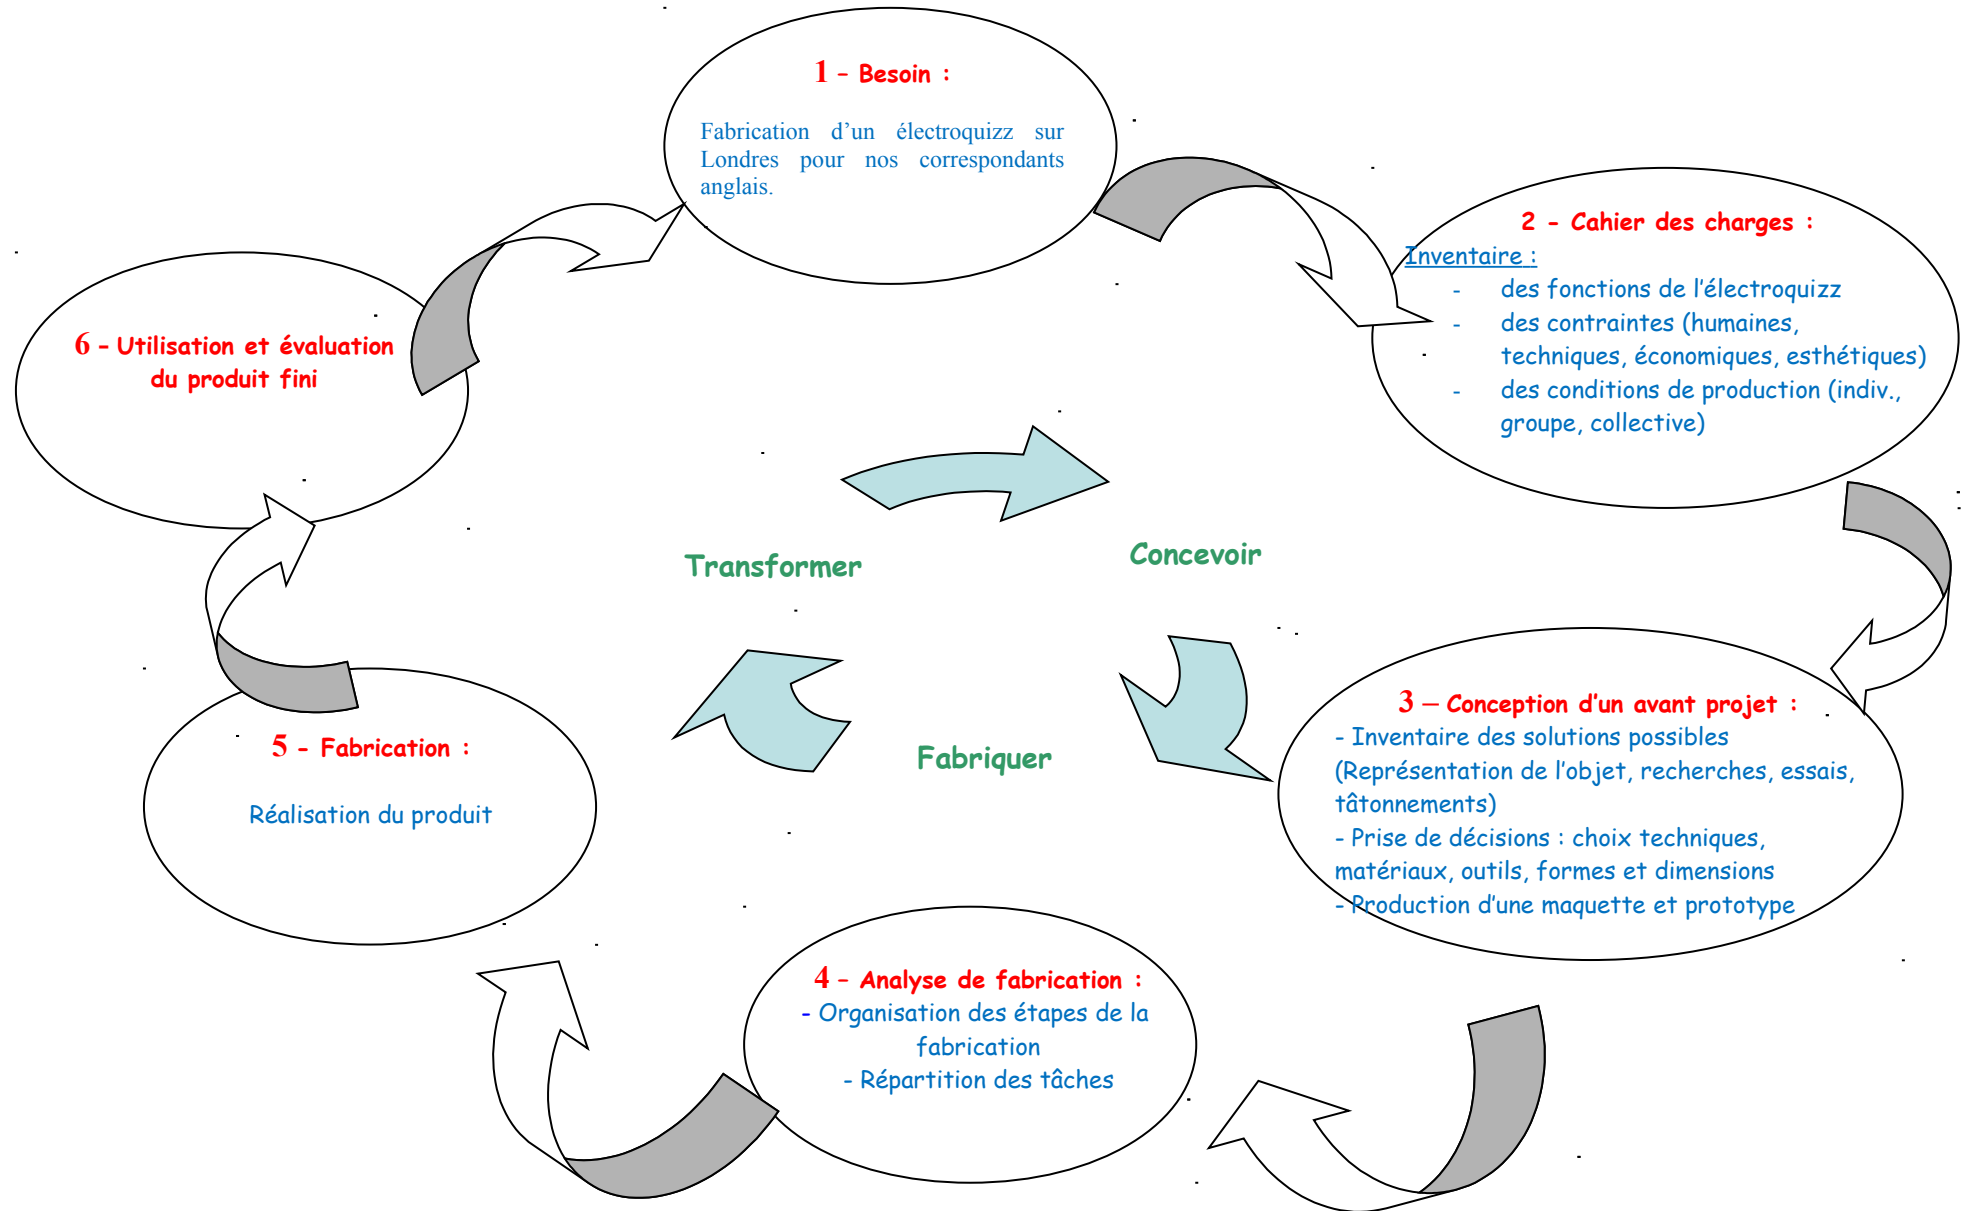 1 - Besoin :
Fabrication d'un électroquizz sur
Londres pour nos correspondants
anglais.
2 - Cahier des charges :
Inventaire :
- des fonctions de l'électroquizz
- des contraintes (humaines,
techniques, économiques, esthétiques)
- des conditions de production (indiv.,
groupe, collective)
3 – Conception d'un avant projet :
- Inventaire des solutions possibles
(Représentation de l'objet, recherches, essais,
tâtonnements)
- Prise de décisions : choix techniques,
matériaux, outils, formes et dimensions
- Production d'une maquette et prototype
4 - Analyse de fabrication :
- Organisation des étapes de la
fabrication
- Répartition des tâches
5 - Fabrication :
Réalisation du produit
6 - Utilisation et évaluation
du produit fini
Transformer
Concevoir
Fabriquer